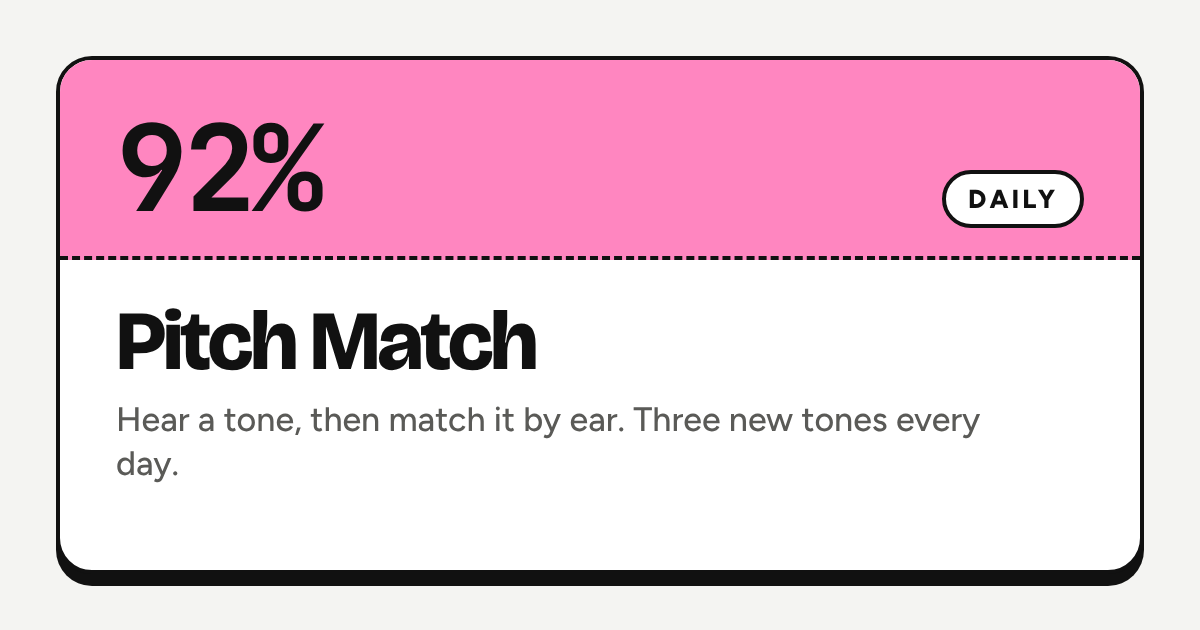 92%
DAILY
Pitch Match
Hear a tone, then match it by ear. Three new tones every
day.